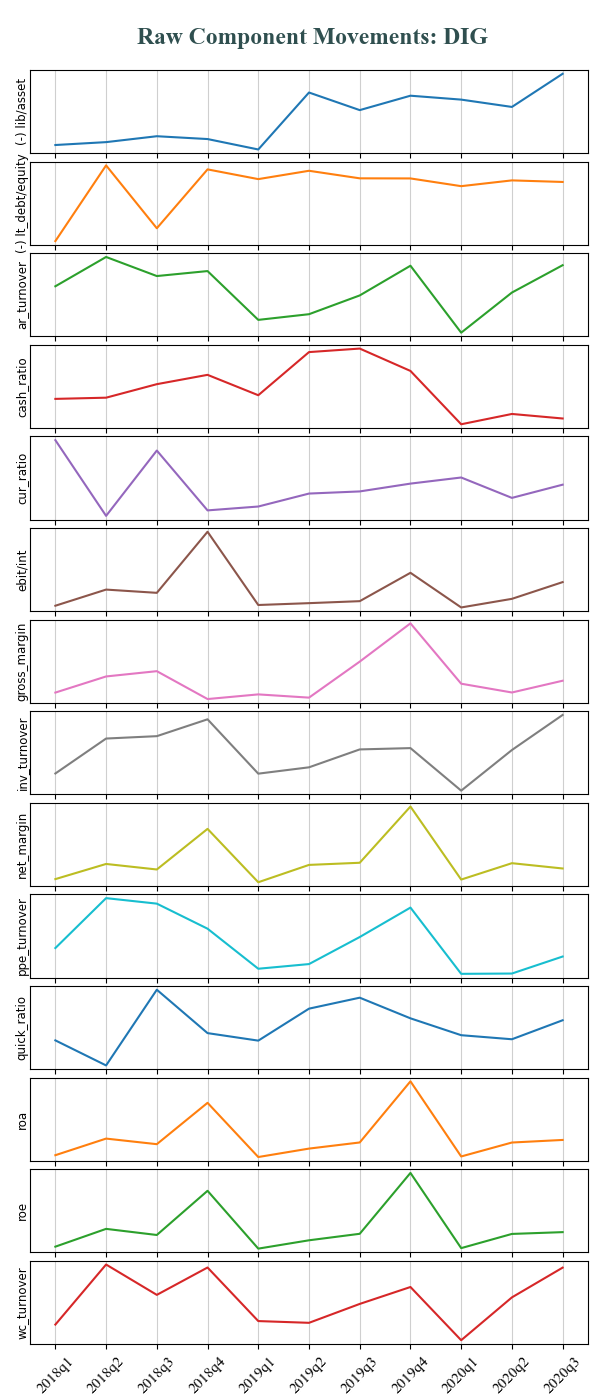 Raw Component Movements: DIG
(-) lib/asset
(-) lt_debt/equity
ar_turnover
cash_ratio
cur_ratio
ebit/int
gross_margin
inv_turnover
net_margin
ppe_turnover
quick_ratio
roa
roe
wc_turnover
2018q1 2018q2 2018q3 2018q4 2019q1 2019q2 2019q3 2019q4 2020q1 2020q2 2020q3